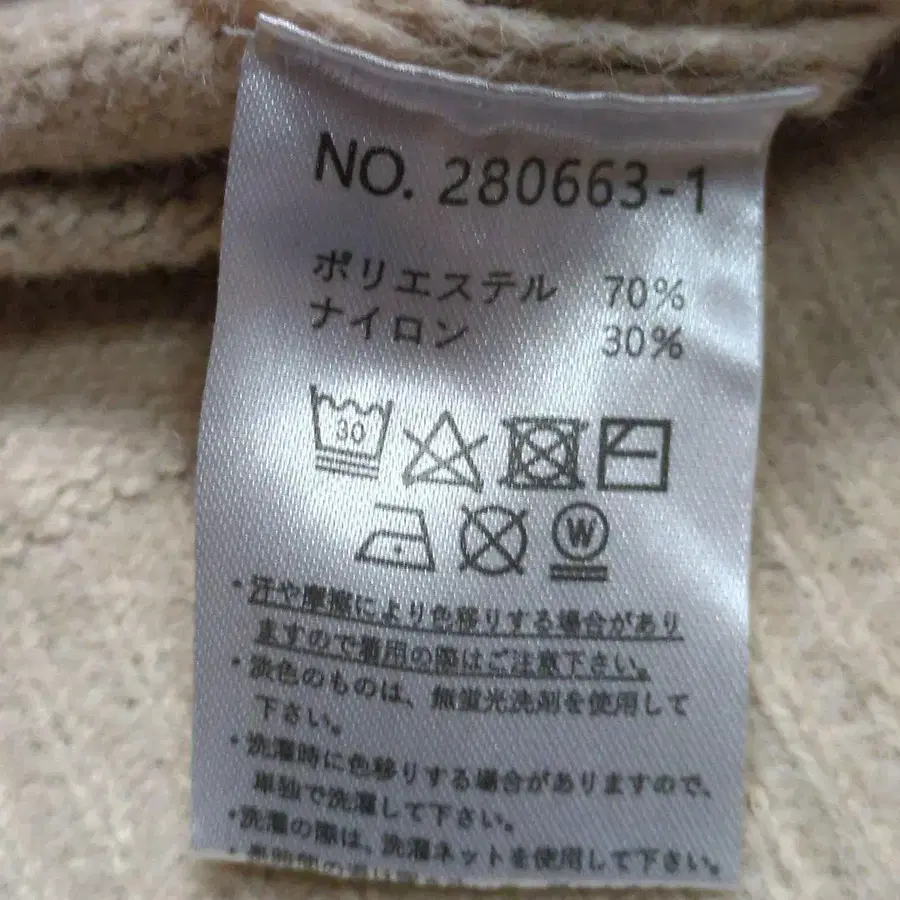 NO. 280663-1
ポリエステル 70%
ナイロン 30%
30
W
・汗や摩擦により色移りする場合があり
ますので着用の際はご注意下さい。
・淡色のものは、無蛍光洗剤を使用して
下さい。
・洗濯時に色移りする場合がありますので、
単独で洗濯して下さい。
・洗濯の際は、洗濯ネットを使用して下さい。